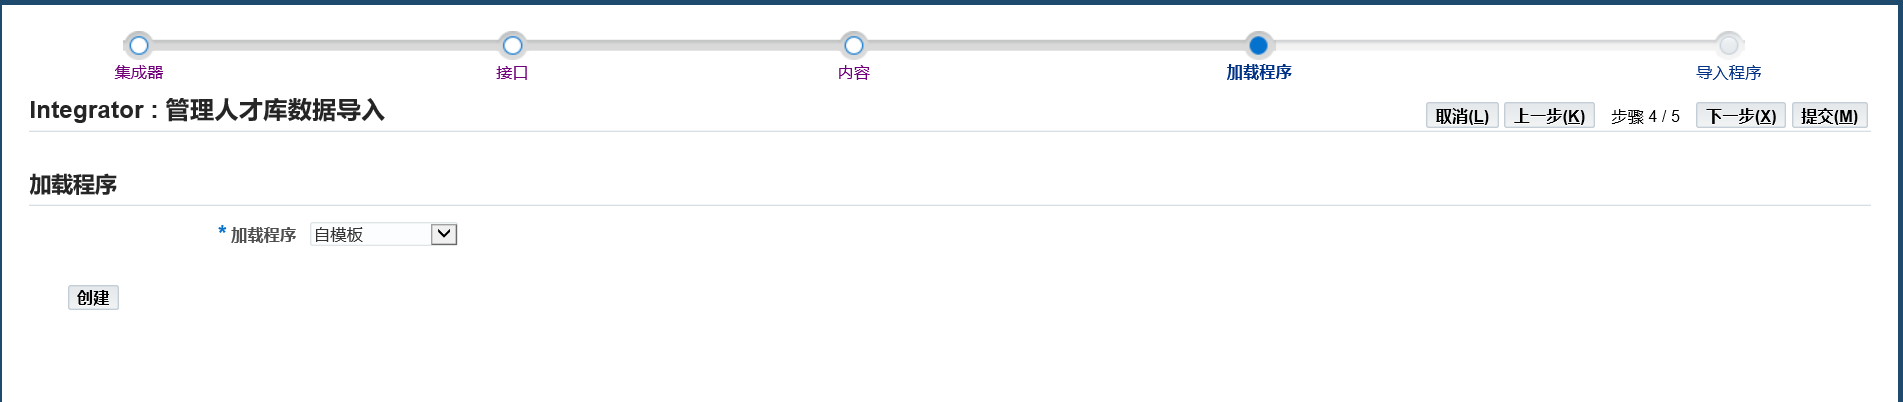 集成器 接口 内容 加载程序 导入程序
Integrator : 管理人才库数据导入
取消(L) 上一步(K) 步骤 4 / 5 下一步(X) 提交(M)
加载程序
* 加载程序 自模板
创建